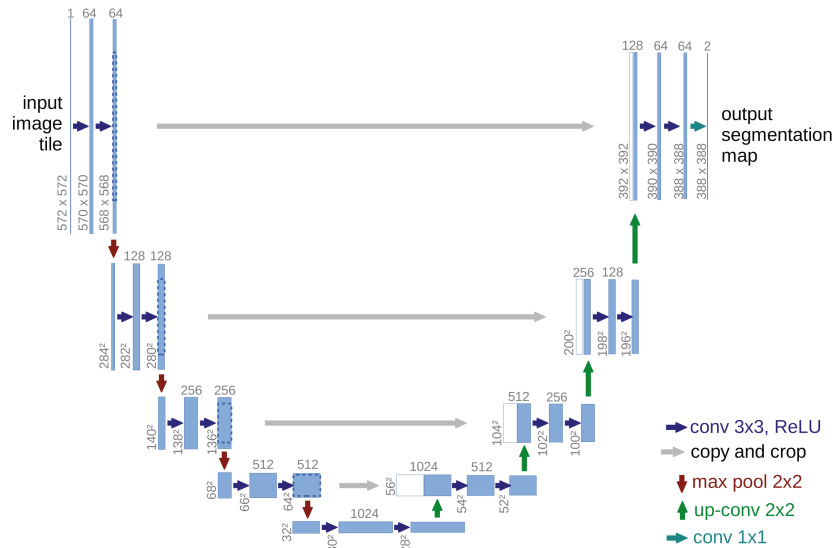 1 64 64
input
image
tile
572 x 572
570 x 570
568 x 568
128 64 64 2
output
segmentation
map
392 x 392
390 x 390
388 x 388
388 x 388
128 128
284²
282²
280²
256 128
200²
198²
196²
256 256
140²
138²
136²
512 256
104²
102²
100²
512 512
68²
66²
64²
1024 512
56²
54²
52²
1024
32²
conv 3x3, ReLU
copy and crop
max pool 2x2
up-conv 2x2
conv 1x1